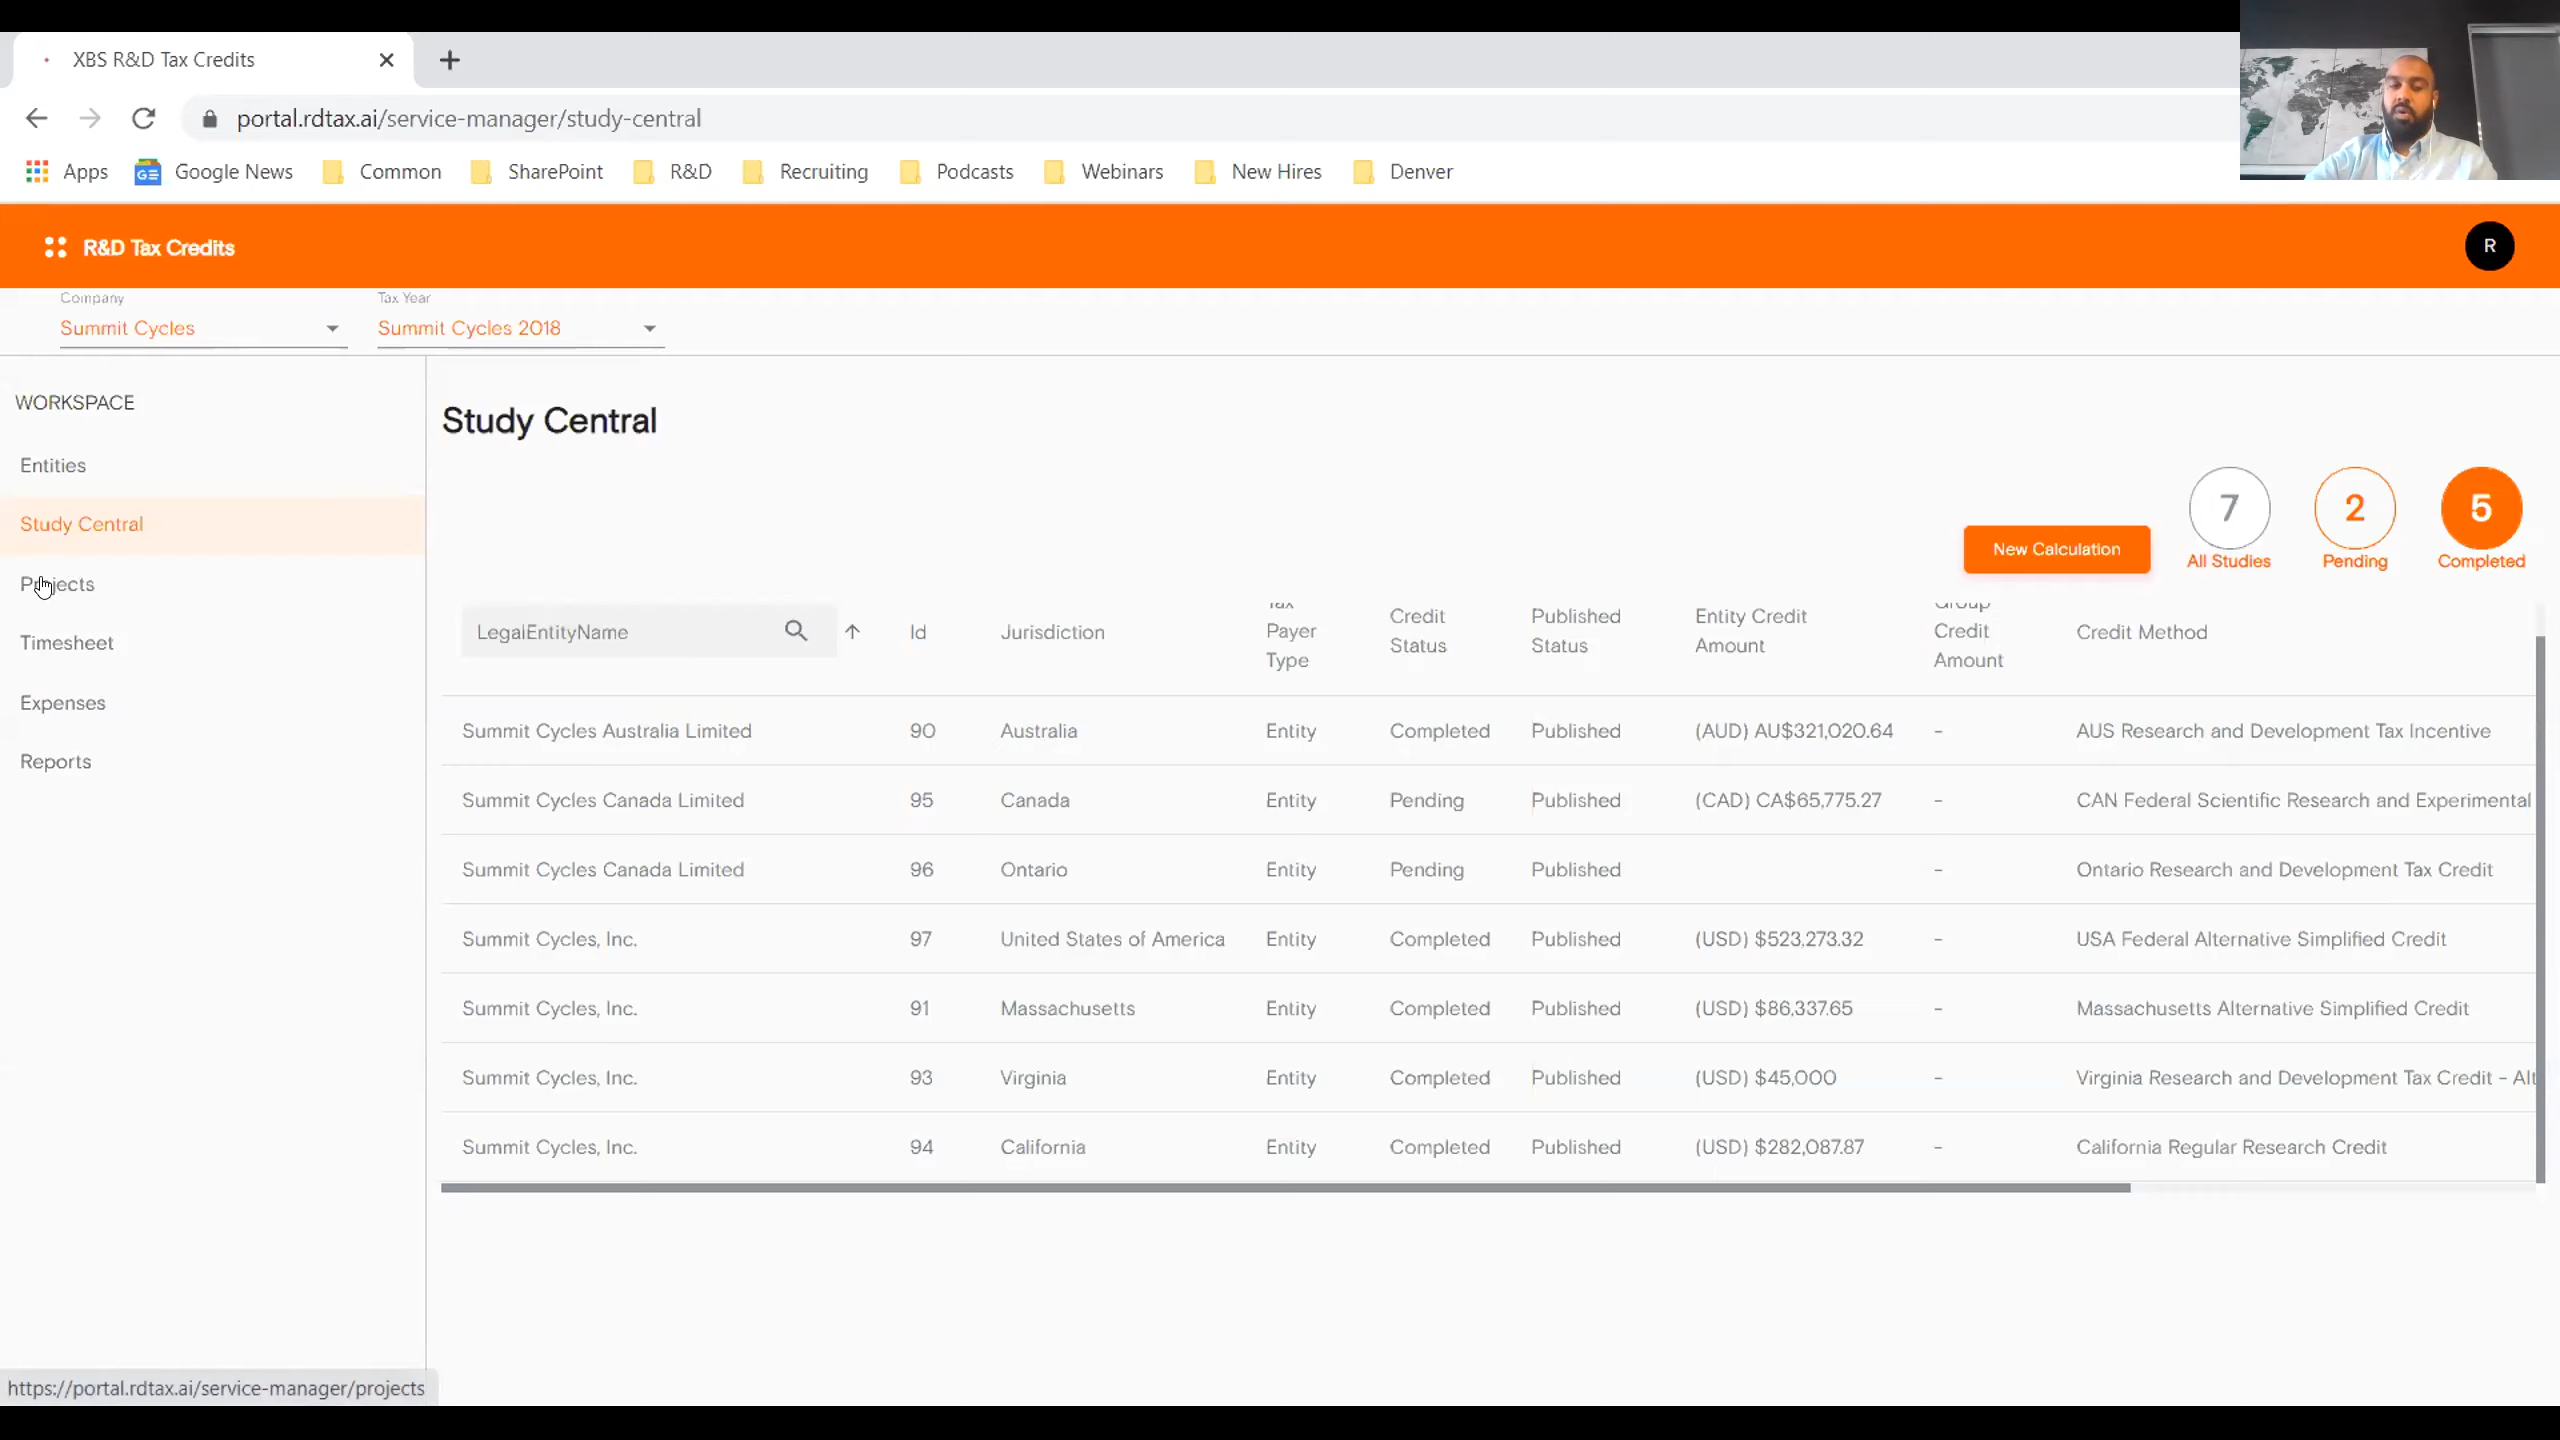 XBS R&D Tax Credits
portal.rdtax.ai/service-manager/study-central
Apps Google News Common SharePoint R&D Recruiting Podcasts Webinars New Hires Denver
R&D Tax Credits
R
Company Tax Year
Summit Cycles Summit Cycles 2018
WORKSPACE
Entities
Study Central
Projects
Timesheet
Expenses
Reports
Study Central
7 2 5
New Calculation
All Studies Pending Completed
LegalEntityName Id Jurisdiction Tax Payer Type Credit Status Published Status Entity Credit Amount Group Credit Amount Credit Method
Summit Cycles Australia Limited 90 Australia Entity Completed Published (AUD) AU$321,020.64 - AUS Research and Development Tax Incentive
Summit Cycles Canada Limited 95 Canada Entity Pending Published (CAD) CA$65,775.27 - CAN Federal Scientific Research and Experimental
Summit Cycles Canada Limited 96 Ontario Entity Pending Published - Ontario Research and Development Tax Credit
Summit Cycles, Inc. 97 United States of America Entity Completed Published (USD) $523,273.32 - USA Federal Alternative Simplified Credit
Summit Cycles, Inc. 91 Massachusetts Entity Completed Published (USD) $86,337.65 - Massachusetts Alternative Simplified Credit
Summit Cycles, Inc. 93 Virginia Entity Completed Published (USD) $45,000 - Virginia Research and Development Tax Credit - Alt
Summit Cycles, Inc. 94 California Entity Completed Published (USD) $282,087.87 - California Regular Research Credit
https://portal.rdtax.ai/service-manager/projects